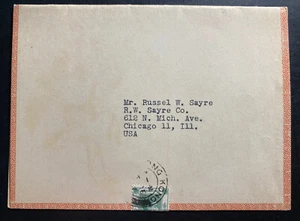 Mr. Russel W. Sayre
R.W. Sayre Co.
612 N. Mich. Ave.
Chicago 11, Ill.
USA